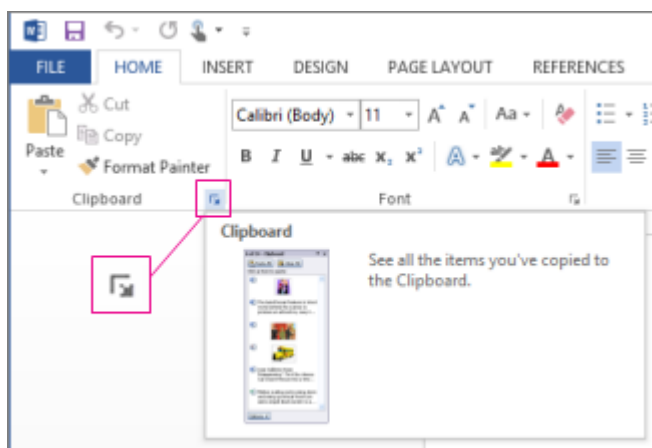 FILE HOME INSERT DESIGN PAGE LAYOUT REFERENCES
Cut
Calibri (Body) 11 A A Aa
Copy
Paste
Format Painter
B I U abc X₂ X² A ab A
Clipboard Font
Clipboard
See all the items you've copied to
the Clipboard.